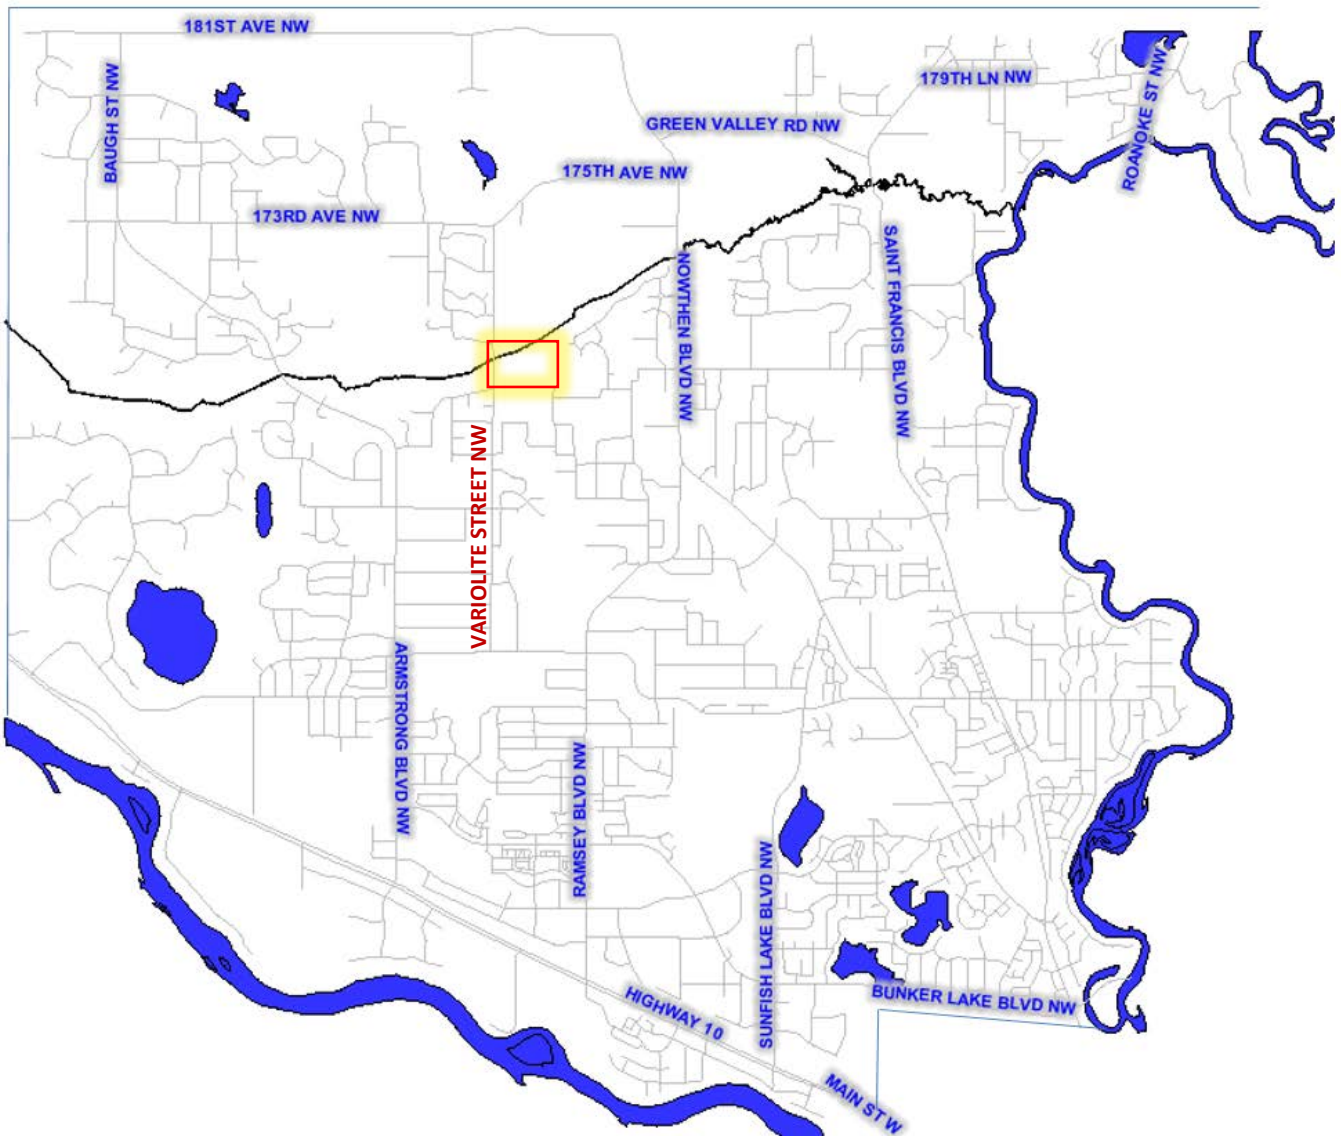 181ST AVE NW
BAUGH ST NW
179TH LN NW
ROANOKE ST NW
GREEN VALLEY RD NW
175TH AVE NW
173RD AVE NW
SAINT FRANCIS BLVD NW
NOWTHEN BLVD NW
VARIOLITE STREET NW
ARMSTRONG BLVD NW
RAMSEY BLVD NW
SUNFISH LAKE BLVD NW
BUNKER LAKE BLVD NW
HIGHWAY 10
MAIN ST W